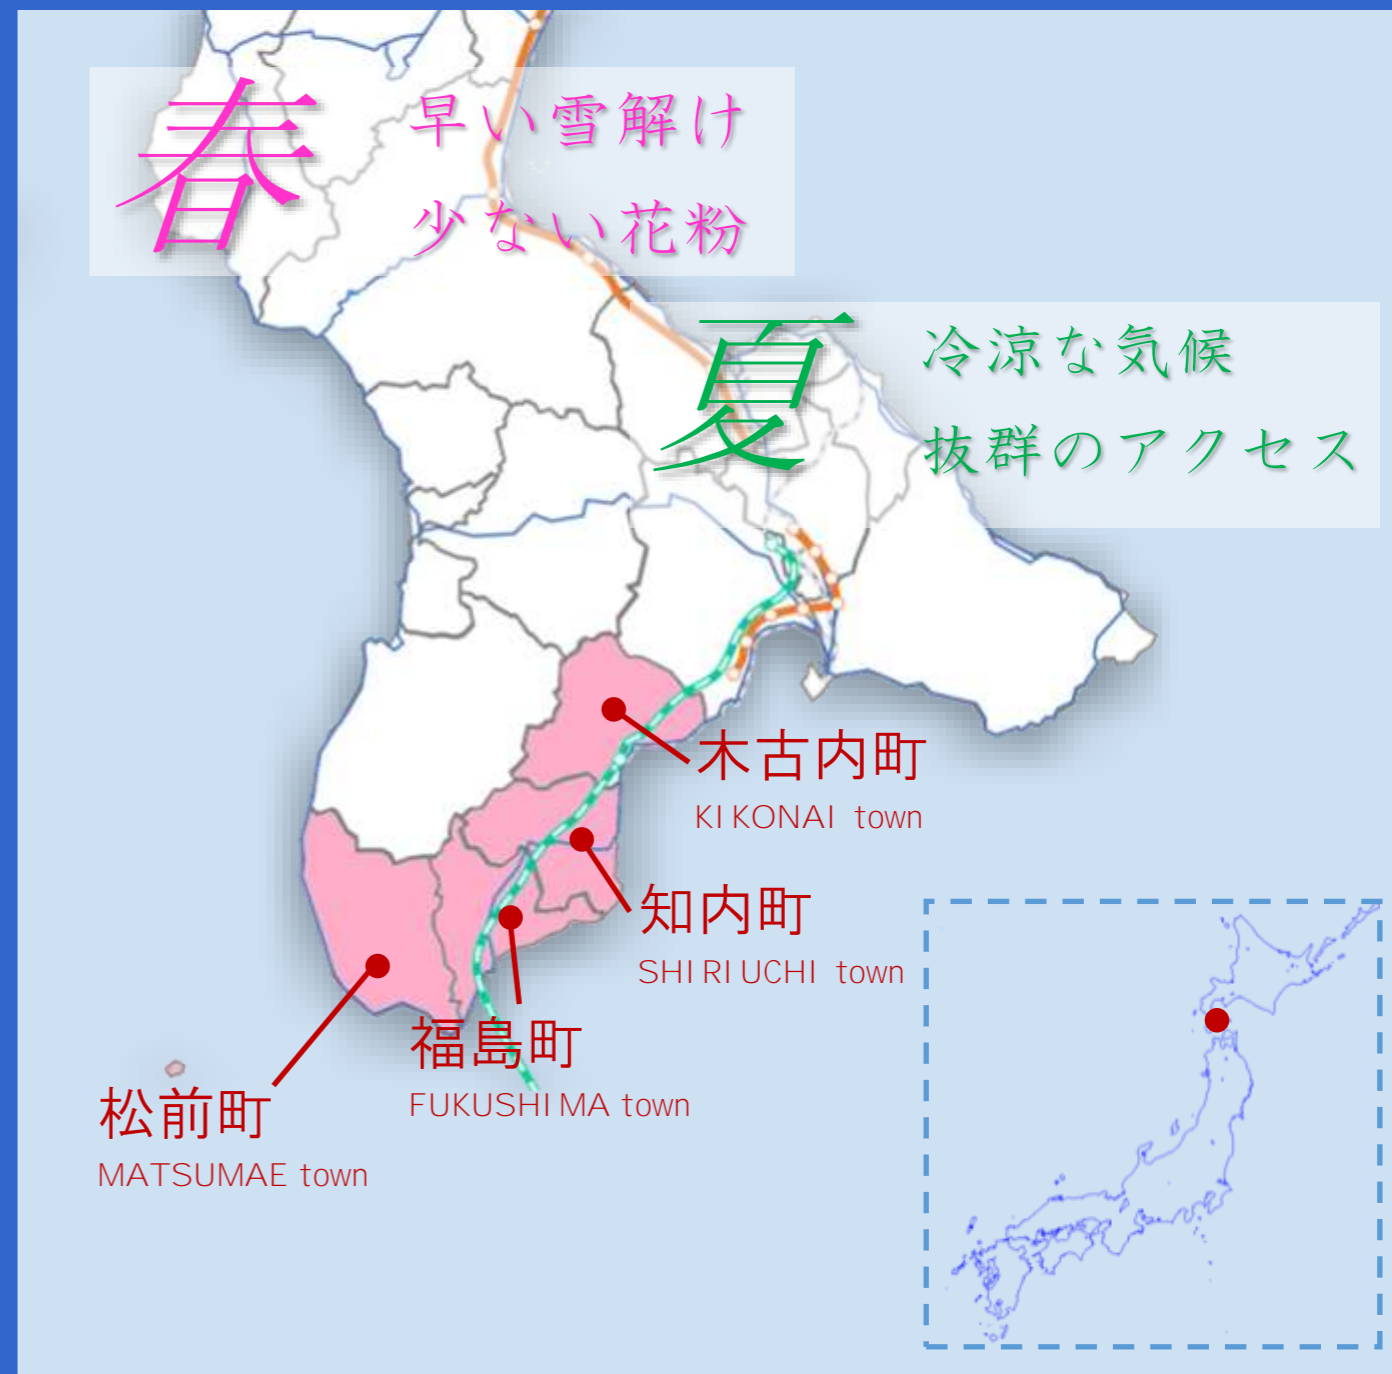 春
早い雪解け
少ない花粉
夏
冷涼な気候
抜群のアクセス
木古内町
KIKONAI town
知内町
SHIRIUCHI town
福島町
FUKUSHIMA town
松前町
MATSUMAE town